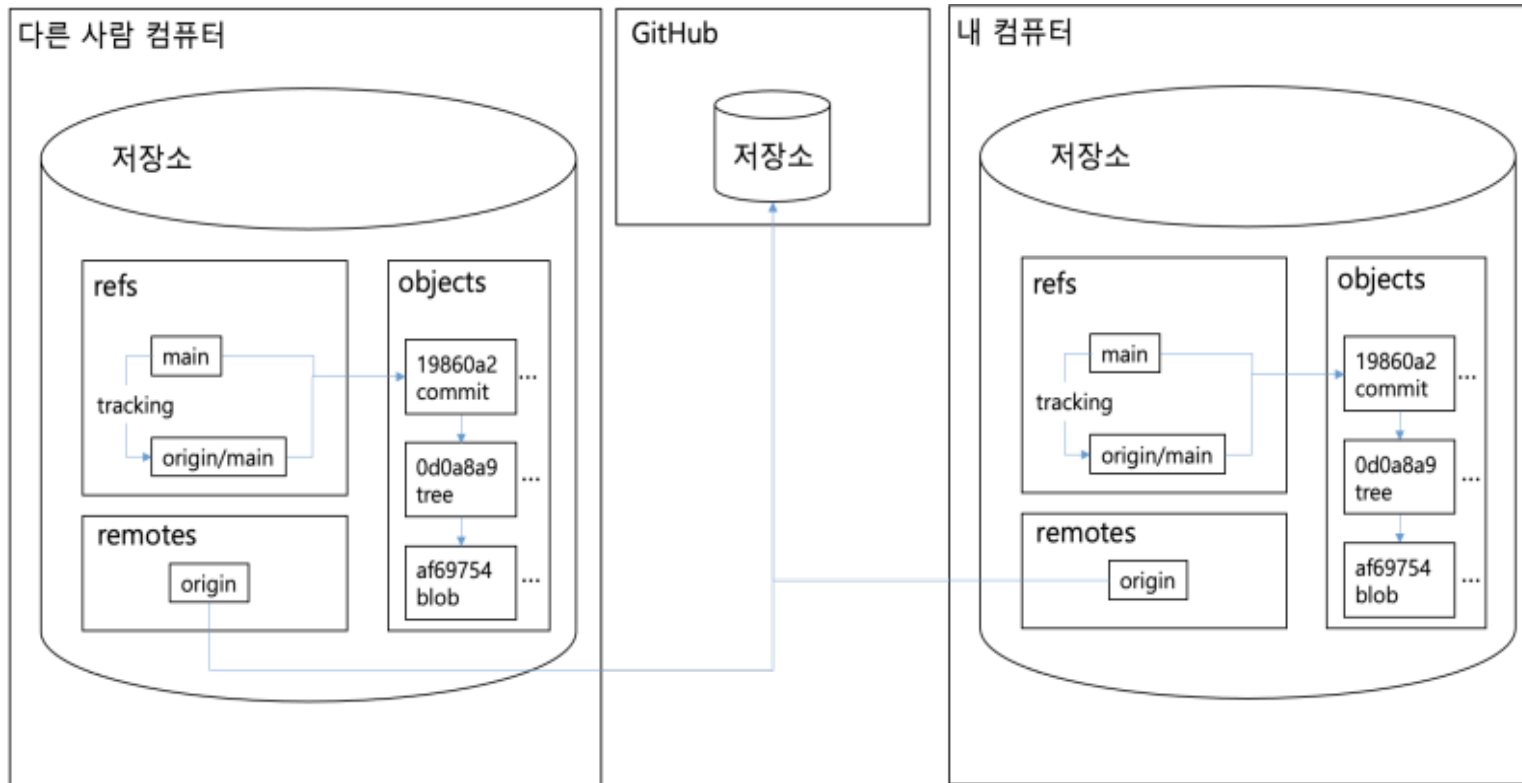 다른 사람 컴퓨터
저장소
refs
main
tracking
origin/main
remotes
origin
objects
19860a2
commit
...
0d0a8a9
tree
...
af69754
blob
...
GitHub
저장소
내 컴퓨터
저장소
refs
main
tracking
origin/main
remotes
origin
objects
19860a2
commit
...
0d0a8a9
tree
...
af69754
blob
...